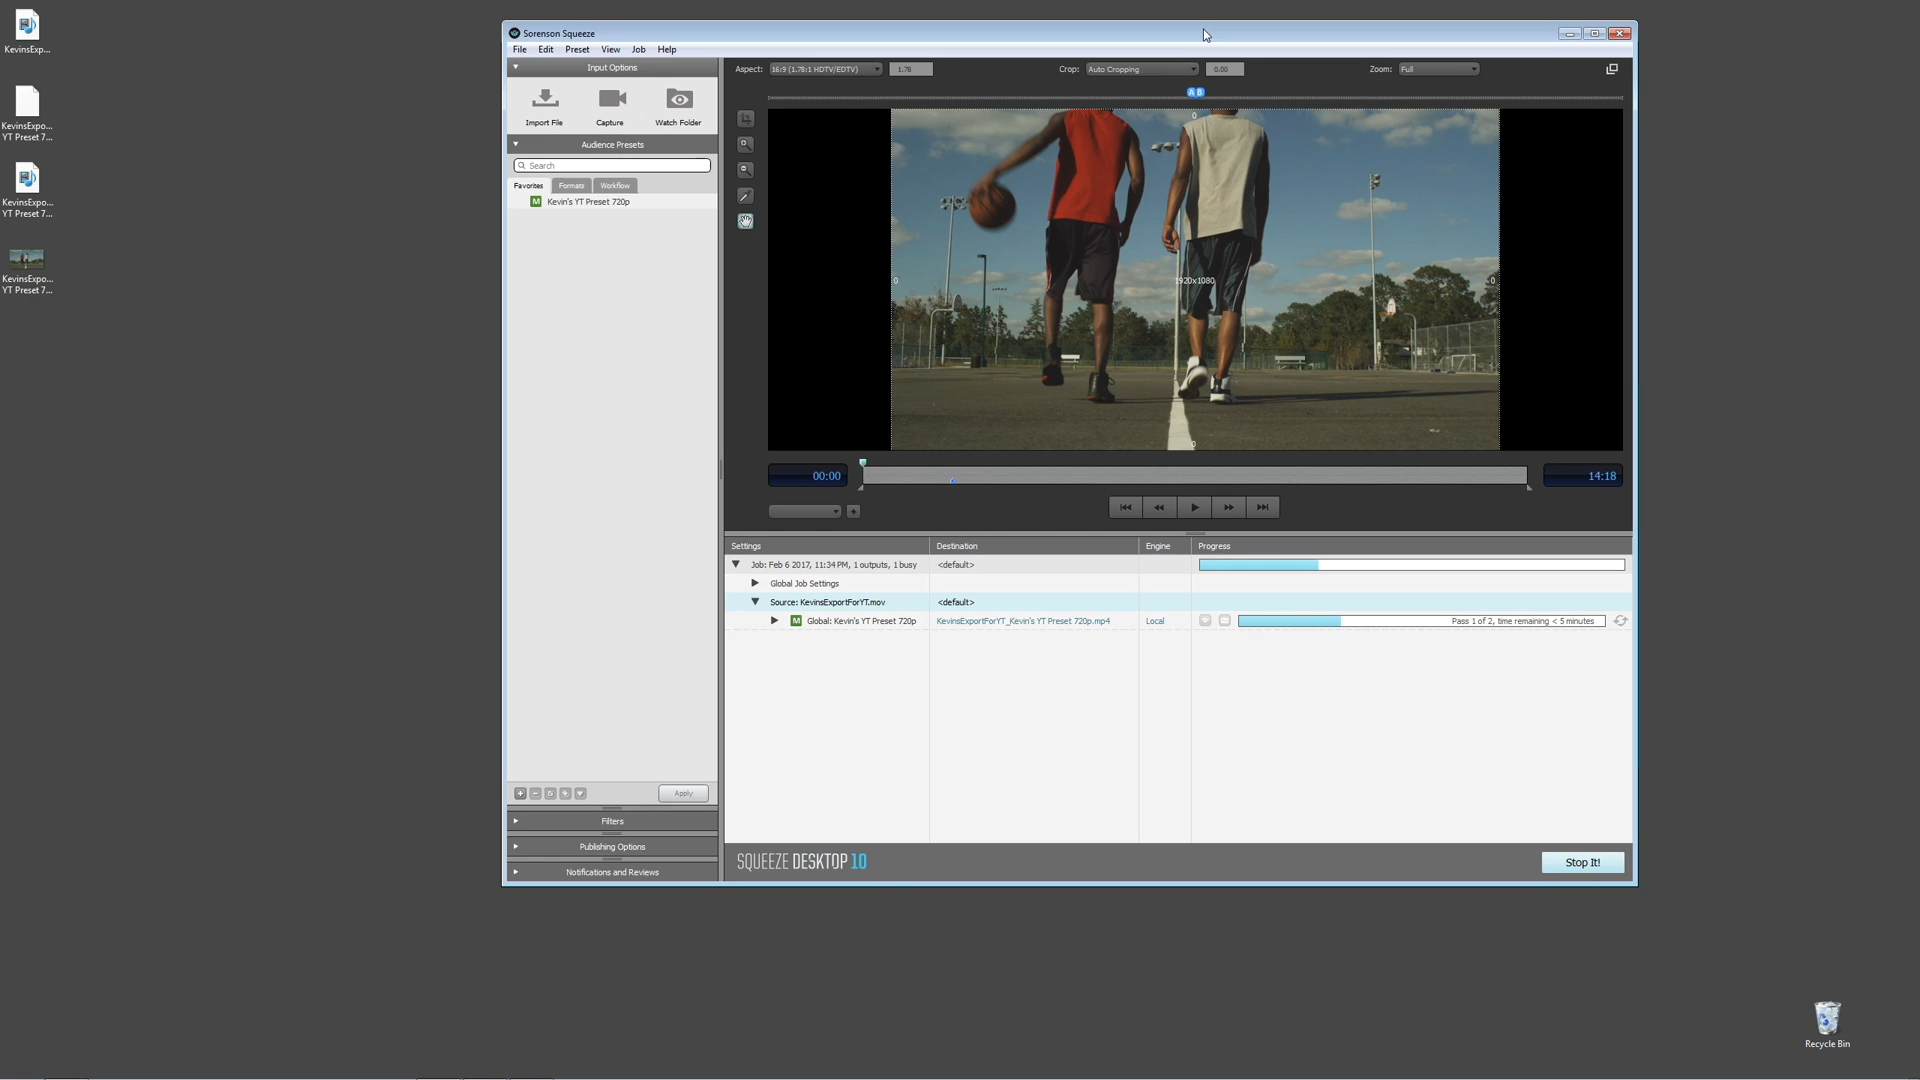 KevinsExp...
KevinsExpo...
YT Preset 7...
KevinsExpo...
YT Preset 7...
KevinsExpo...
YT Preset 7...
Sorenson Squeeze
File Edit Preset View Job Help
Input Options
Import File Capture Watch Folder
Audience Presets
Search
Favorites Formats Workflow
M Kevin's YT Preset 720p
Apply
Filters
Publishing Options
Notifications and Reviews
Aspect: 16:9 (1.78:1 HDTV/EDTV) 1.78 Crop: Auto Cropping 0.00 Zoom: Full
A B
0
0 1920x1080 0
0
00:00 14:18
Settings Destination Engine Progress
Job: Feb 6 2017, 11:34 PM, 1 outputs, 1 busy <default>
Global Job Settings
Source: KevinsExportForYT.mov <default>
M Global: Kevin's YT Preset 720p KevinsExportForYT_Kevin's YT Preset 720p.mp4 Local Pass 1 of 2, time remaining < 5 minutes
SQUEEZE DESKTOP 10
Stop It!
Recycle Bin